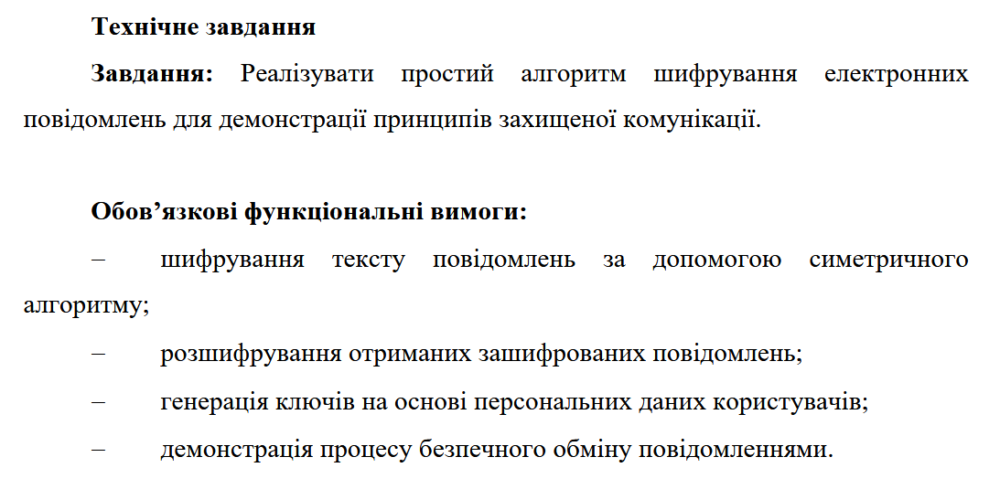 Технічне завдання
Завдання: Реалізувати простий алгоритм шифрування електронних
повідомлень для демонстрації принципів захищеної комунікації.
Обов’язкові функціональні вимоги:
– шифрування тексту повідомлень за допомогою симетричного
алгоритму;
– розшифрування отриманих зашифрованих повідомлень;
– генерація ключів на основі персональних даних користувачів;
– демонстрація процесу безпечного обміну повідомленнями.